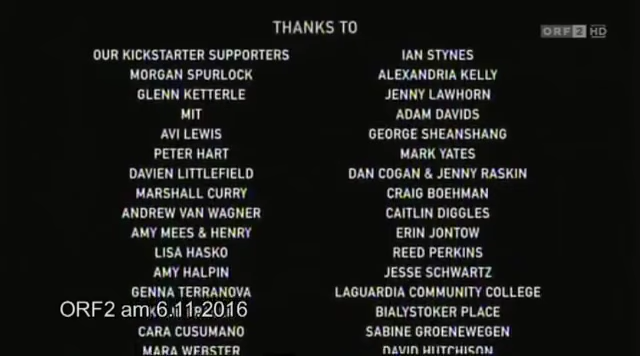 THANKS TO
ORF 2 HD
OUR KICKSTARTER SUPPORTERS
MORGAN SPURLOCK
GLENN KETTERLE
MIT
AVI LEWIS
PETER HART
DAVIEN LITTLEFIELD
MARSHALL CURRY
ANDREW VAN WAGNER
AMY MEES & HENRY
LISA HASKO
AMY HALPIN
GENNA TERRANOVA
CARA CUSUMANO
MARA WEBSTER
IAN STYNES
ALEXANDRIA KELLY
JENNY LAWHORN
ADAM DAVIDS
GEORGE SHEANSHANG
MARK YATES
DAN COGAN & JENNY RASKIN
CRAIG BOEHMAN
CAITLIN DIGGLES
ERIN JONTOW
REED PERKINS
JESSE SCHWARTZ
LAGUARDIA COMMUNITY COLLEGE
BIALYSTOKER PLACE
SABINE GROENEWEGEN
DAVID HUTCHISON
ORF2 am 6.11.2016